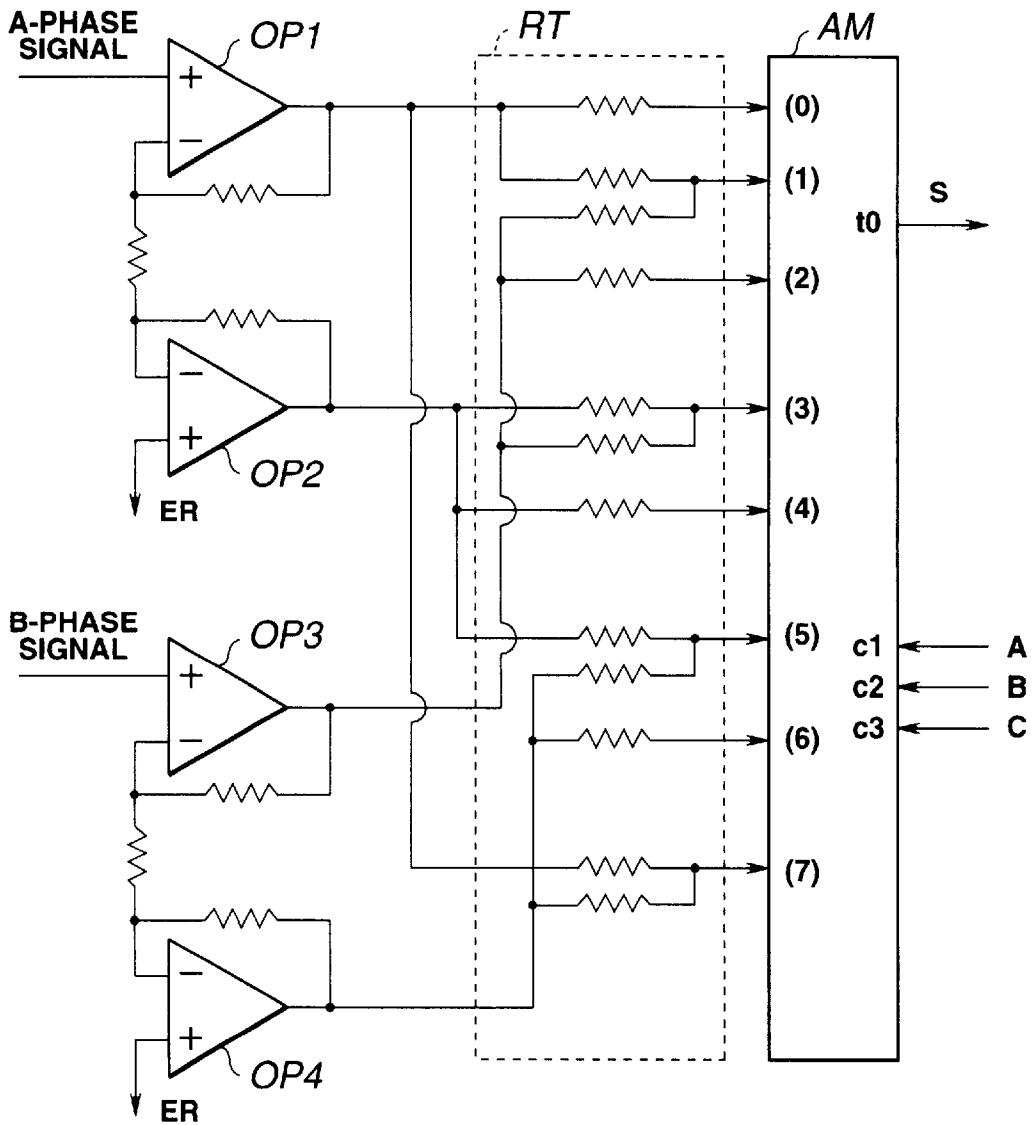 A-PHASE
SIGNAL
OP1
RT
AM
+
−
(0)
(1)
t0
S
(2)
−
+
(3)
OP2
ER
(4)
B-PHASE
SIGNAL
OP3
(5)
c1
A
+
c2
B
c3
C
−
(6)
(7)
−
+
OP4
ER